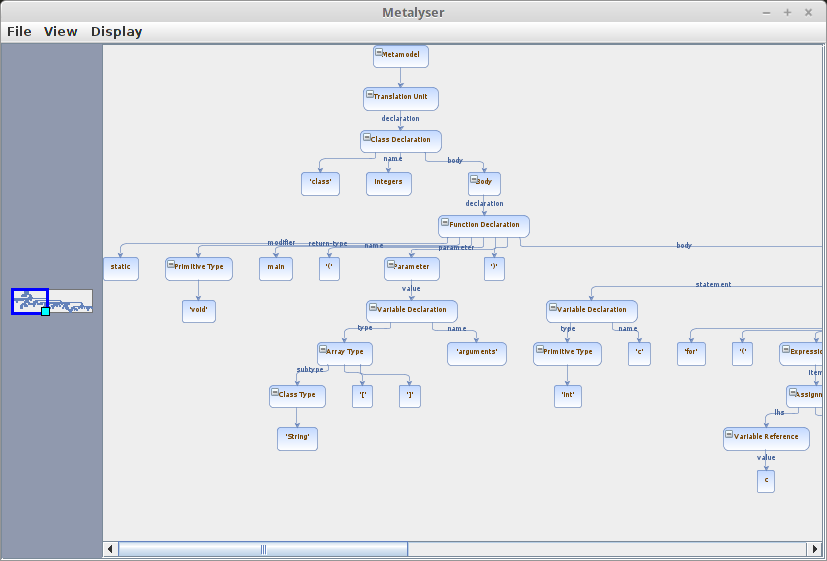 Metalyser
File View Display
Metamodel
Translation Unit
declaration
Class Declaration
name
body
'class'
Integers
Body
declaration
Function Declaration
modifier
return-type
name
parameter
body
static
Primitive Type
main
'('
Parameter
')'
value
statement
'void'
Variable Declaration
Variable Declaration
type
name
type
name
Array Type
'arguments'
Primitive Type
'c'
'for'
'('
Expressio
subtype
item
Class Type
'['
']'
'int'
Assignm
lhs
'String'
Variable Reference
value
c